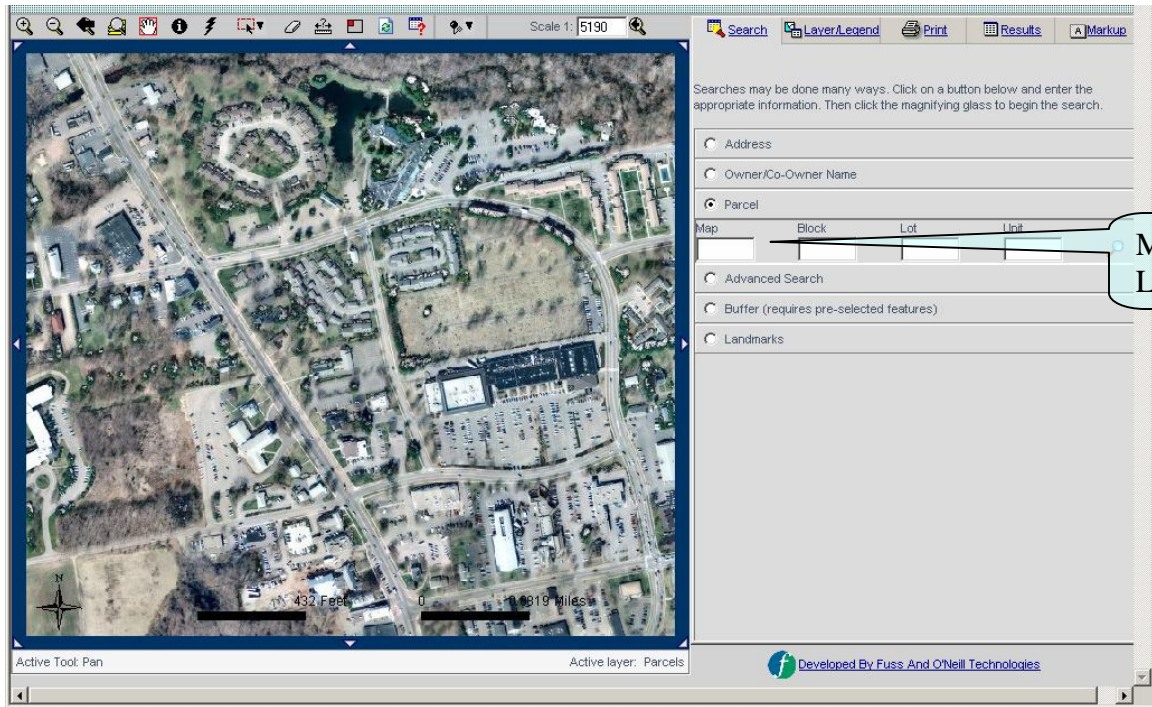 Scale 1: 5190
Search Layer/Legend Print Results A Markup
Searches may be done many ways. Click on a button below and enter the
appropriate information. Then click the magnifying glass to begin the search.
Address
Owner/Co-Owner Name
Parcel
Map Block Lot Unit
M
L
Advanced Search
Buffer (requires pre-selected features)
Landmarks
N
432 Feet 0 0.0819 Miles
Active Tool: Pan Active layer: Parcels
Developed By Fuss And O'Neill Technologies